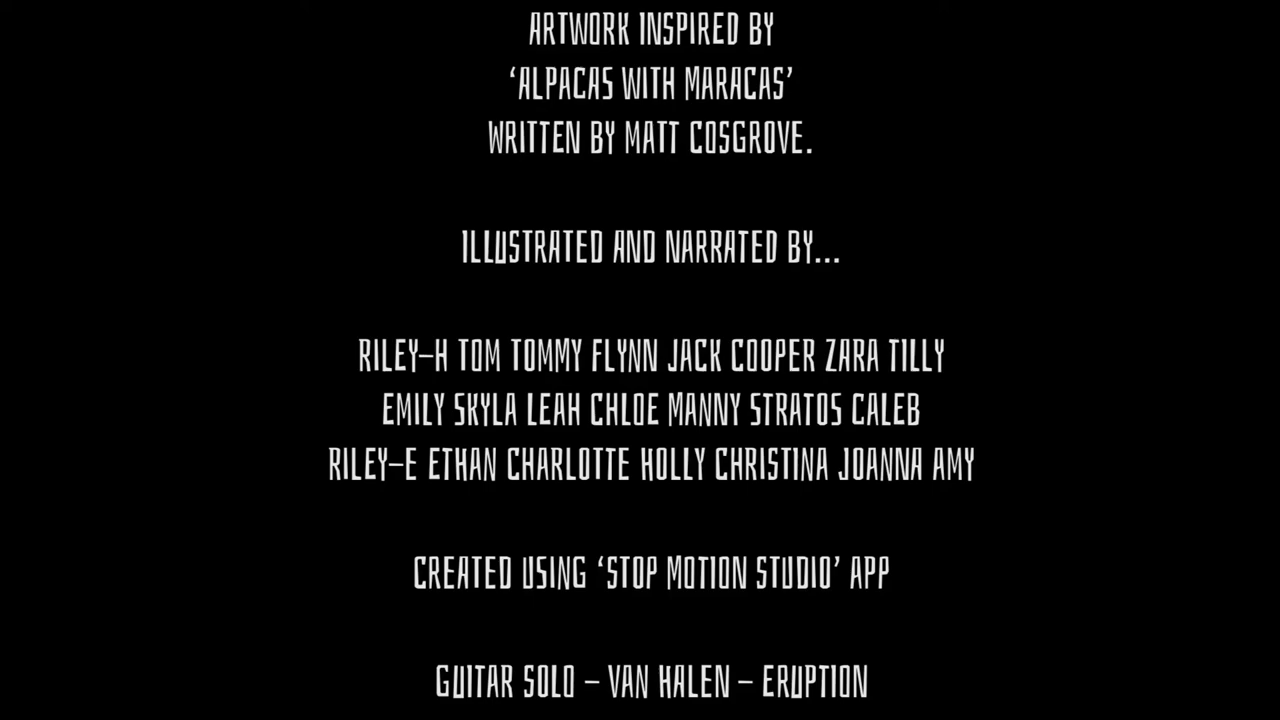 ARTWORK INSPIRED BY
‘ALPACAS WITH MARACAS’
WRITTEN BY MATT COSGROVE.
ILLUSTRATED AND NARRATED BY...
RILEY–H TOM TOMMY FLYNN JACK COOPER ZARA TILLY
EMILY SKYLA LEAH CHLOE MANNY STRATOS CALEB
RILEY–E ETHAN CHARLOTTE HOLLY CHRISTINA JOANNA AMY
CREATED USING ‘STOP MOTION STUDIO’ APP
GUITAR SOLO – VAN HALEN – ERUPTION